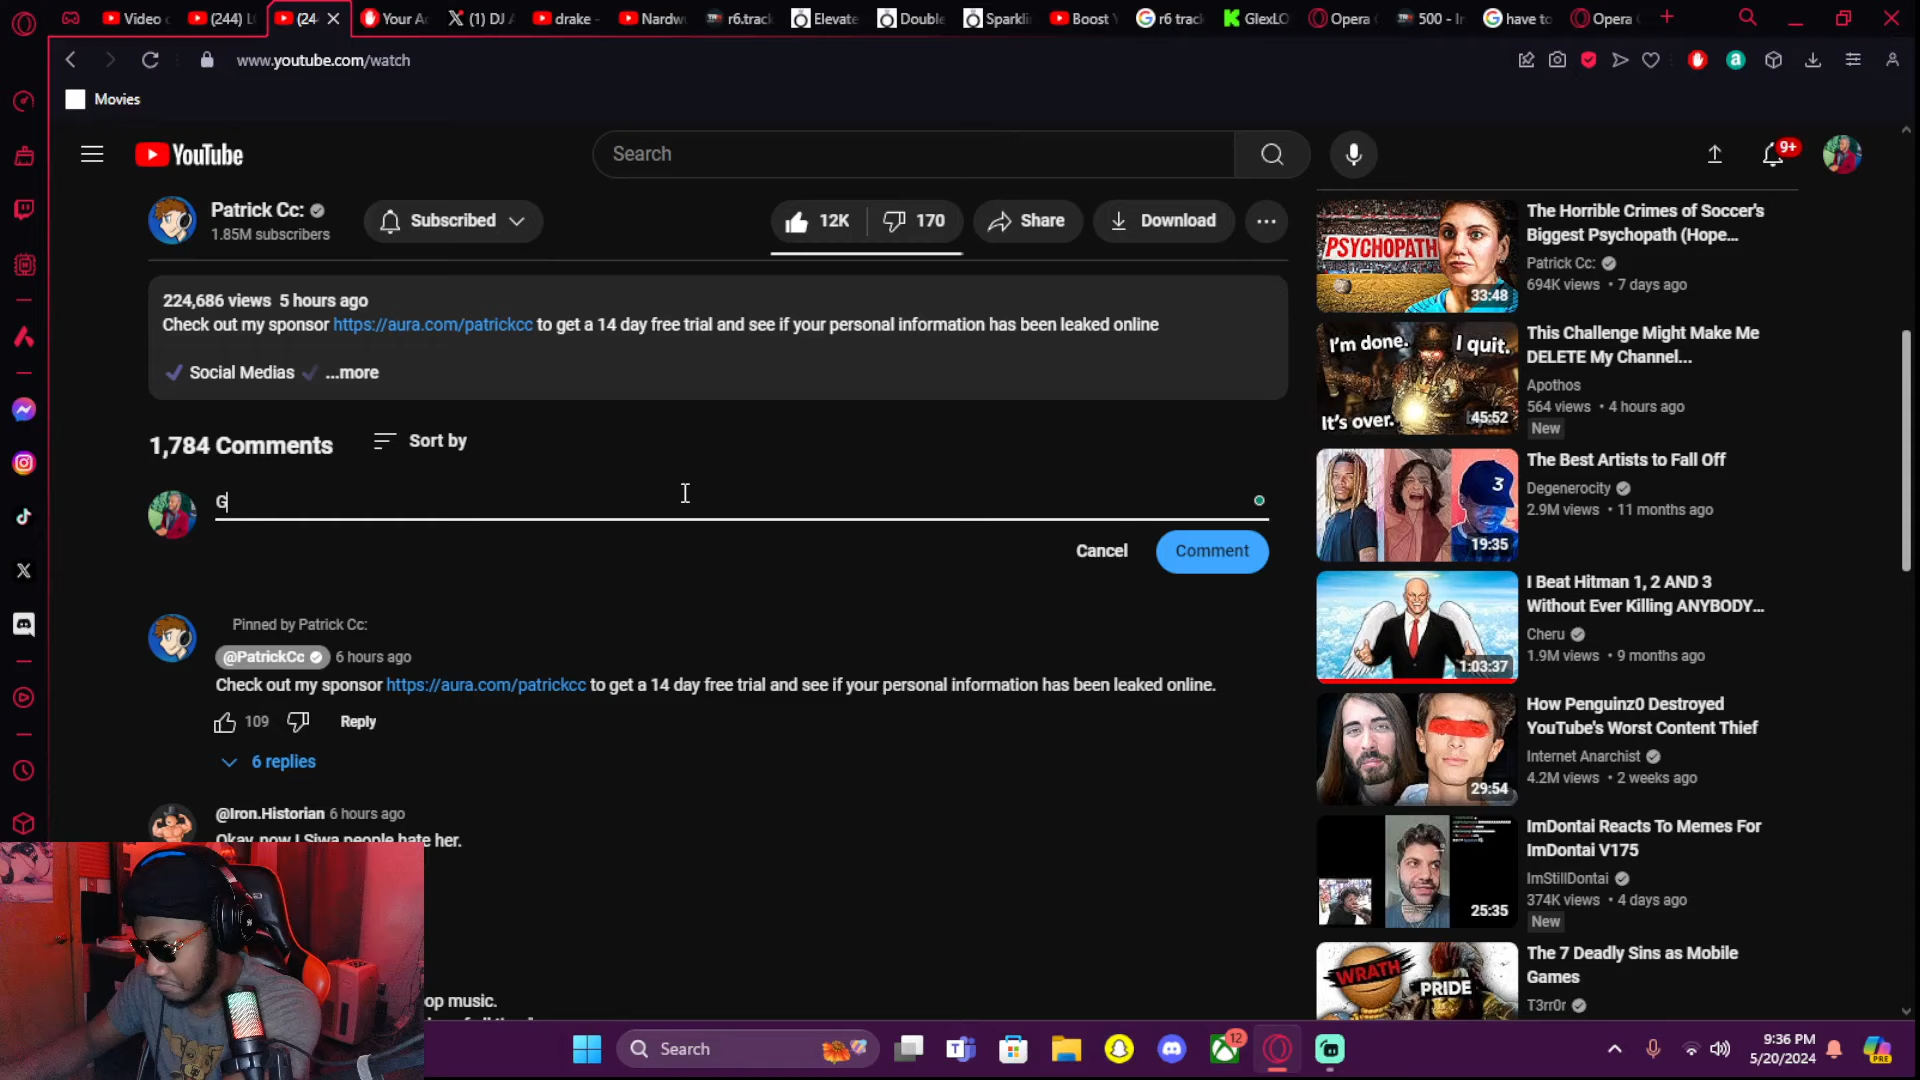 Video
(244)
(24
Your A
(1) DJ
drake -
Nardwu
r6.track
Elevate
Double
Sparkli
Boost
r6 trac
GlexLO
Opera
500 - I
have to
Opera
www.youtube.com/watch
Movies
YouTube
Search
9+
Patrick Cc:
1.85M subscribers
Subscribed
12K
170
Share
Download
224,686 views 5 hours ago
Check out my sponsor https://aura.com/patrickcc to get a 14 day free trial and see if your personal information has been leaked online
Social Medias ...more
1,784 Comments
Sort by
G
Cancel
Comment
Pinned by Patrick Cc:
@PatrickCc 6 hours ago
Check out my sponsor https://aura.com/patrickcc to get a 14 day free trial and see if your personal information has been leaked online.
109
Reply
6 replies
@Iron.Historian 6 hours ago
Okay, now I Siwa people hate her.
op music.
PSYCHOPATH
33:48
The Horrible Crimes of Soccer's
Biggest Psychopath (Hope...
Patrick Cc:
694K views • 7 days ago
I'm done.
I quit.
It's over.
45:52
This Challenge Might Make Me
DELETE My Channel...
Apothos
564 views • 4 hours ago
New
3
19:35
The Best Artists to Fall Off
Degenerocity
2.9M views • 11 months ago
1:03:37
I Beat Hitman 1, 2 AND 3
Without Ever Killing ANYBODY...
Cheru
1.9M views • 9 months ago
29:54
How Penguinz0 Destroyed
YouTube's Worst Content Thief
Internet Anarchist
4.2M views • 2 weeks ago
25:35
ImDontai Reacts To Memes For
ImDontai V175
ImStillDontai
374K views • 4 days ago
New
WRATH
PRIDE
The 7 Deadly Sins as Mobile
Games
T3rr0r
Search
12
9:36 PM
5/20/2024
PRE